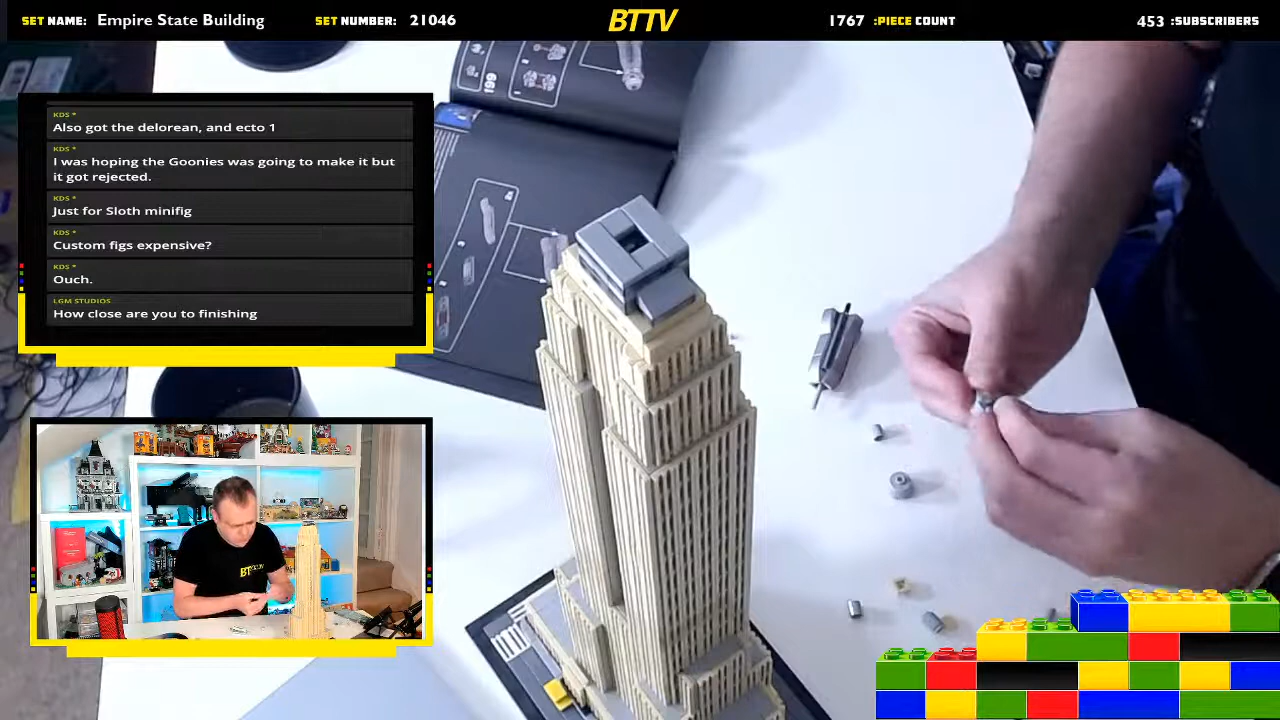 SET NAME: Empire State Building SET NUMBER: 21046 BTTV 1767 :PIECE COUNT 453 :SUBSCRIBERS
KDS *
Also got the delorean, and ecto 1
KDS *
I was hoping the Goonies was going to make it but
it got rejected.
KDS *
Just for Sloth minifig
KDS *
Custom figs expensive?
KDS *
Ouch.
LGM STUDIOS
How close are you to finishing
199